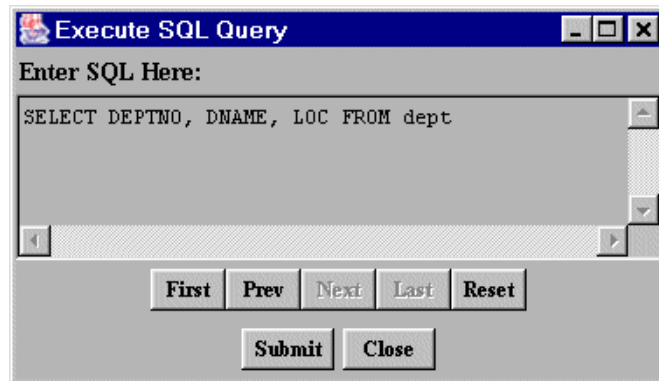 Execute SQL Query
Enter SQL Here:
SELECT DEPTNO, DNAME, LOC FROM dept
First Prev Next Last Reset
Submit Close